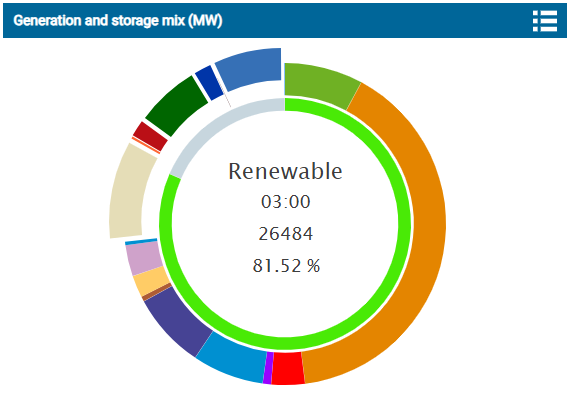 Generation and storage mix (MW)
Renewable
03:00
26484
81.52 %